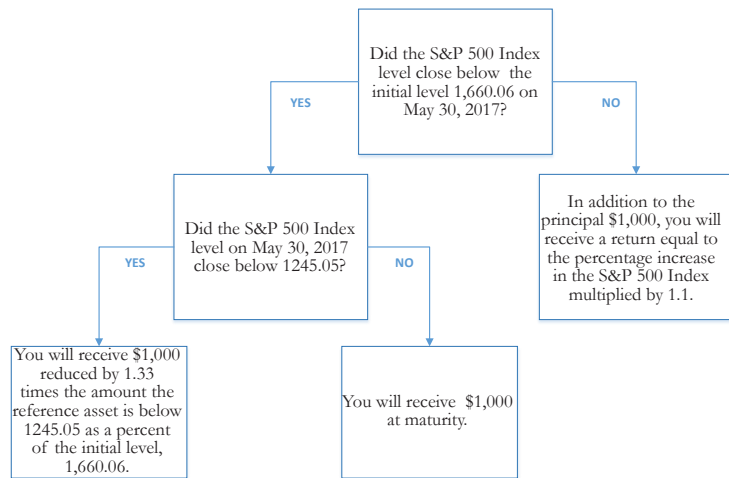 Did the S&P 500 Index
level close below the
initial level 1,660.06 on
May 30, 2017?
YES
NO
Did the S&P 500 Index
level on May 30, 2017
close below 1245.05?
In addition to the
principal $1,000, you will
receive a return equal to
the percentage increase
in the S&P 500 Index
multiplied by 1.1.
YES
NO
You will receive $1,000
reduced by 1.33
times the amount the
reference asset is below
1245.05 as a percent
of the initial level,
1,660.06.
You will receive $1,000
at maturity.